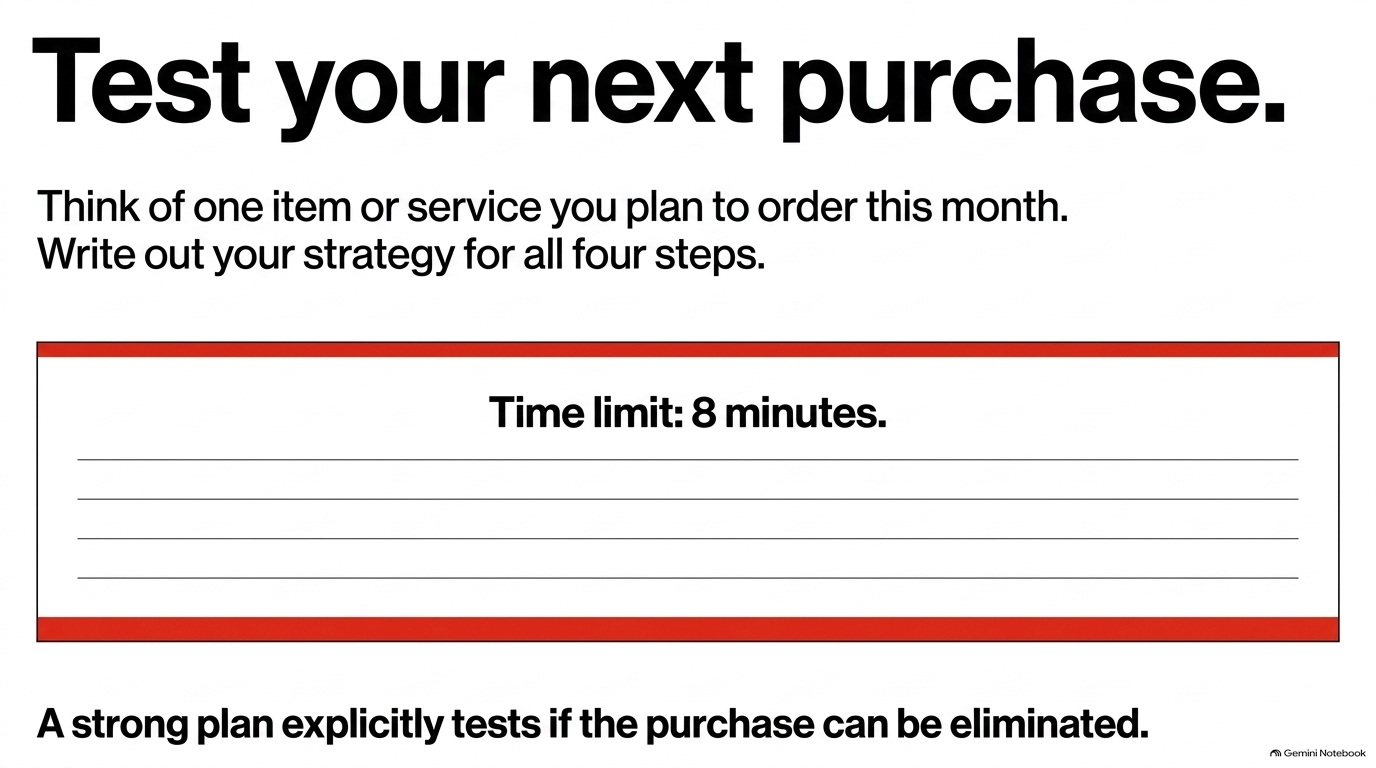 Test your next purchase.
Think of one item or service you plan to order this month.
Write out your strategy for all four steps.
Time limit: 8 minutes.
A strong plan explicitly tests if the purchase can be eliminated.
Gemini Notebook